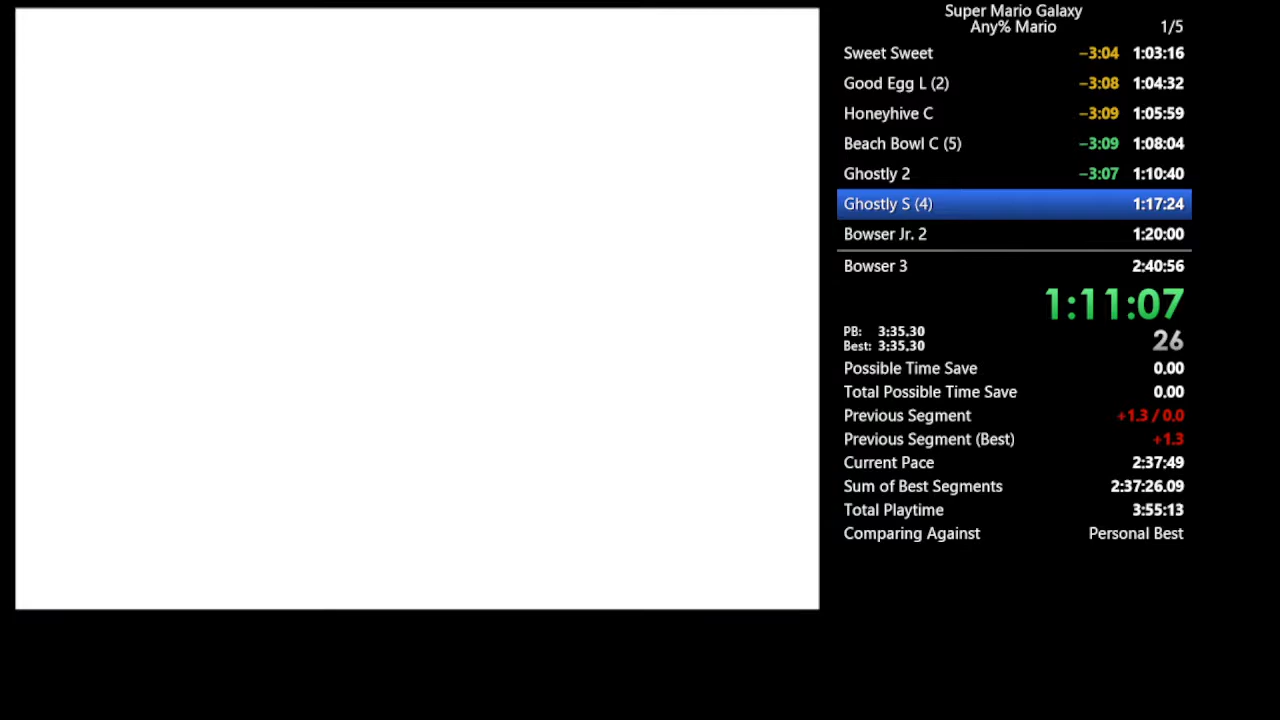 Super Mario Galaxy
Any% Mario 1/5
Sweet Sweet −3:04 1:03:16
Good Egg L (2) −3:08 1:04:32
Honeyhive C −3:09 1:05:59
Beach Bowl C (5) −3:09 1:08:04
Ghostly 2 −3:07 1:10:40
Ghostly S (4) 1:17:24
Bowser Jr. 2 1:20:00
Bowser 3 2:40:56
1:11:07
PB: 3:35.30 26
Best: 3:35.30
Possible Time Save 0.00
Total Possible Time Save 0.00
Previous Segment +1.3 / 0.0
Previous Segment (Best) +1.3
Current Pace 2:37:49
Sum of Best Segments 2:37:26.09
Total Playtime 3:55:13
Comparing Against Personal Best